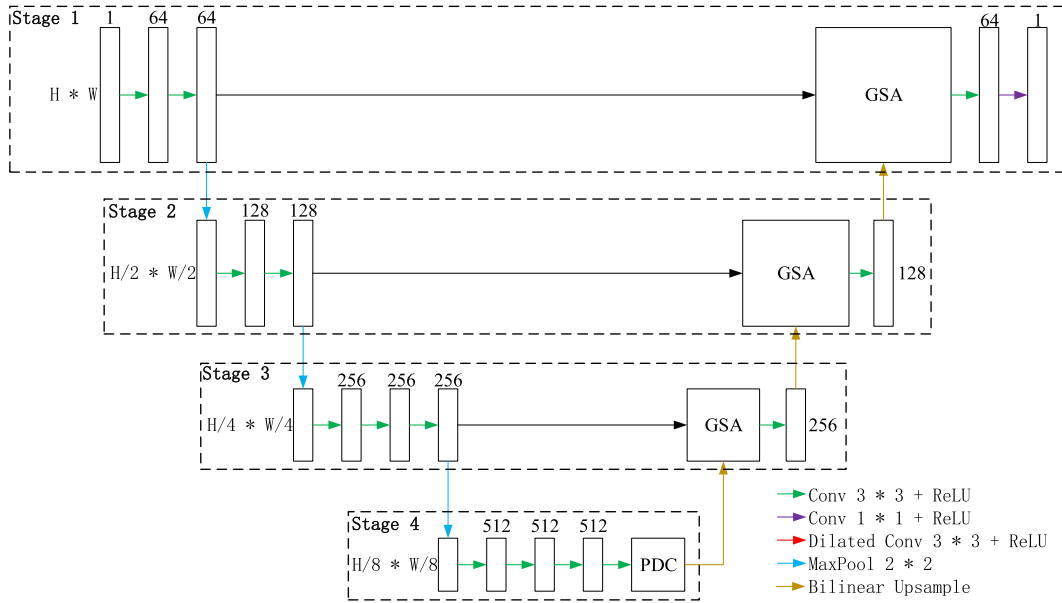 Stage 1
1
64
64
64
1
H * W
GSA
Stage 2
128
128
H/2 * W/2
GSA
128
Stage 3
256
256
256
H/4 * W/4
GSA
256
Stage 4
512
512
512
H/8 * W/8
PDC
Conv 3 * 3 + ReLU
Conv 1 * 1 + ReLU
Dilated Conv 3 * 3 + ReLU
MaxPool 2 * 2
Bilinear Upsample